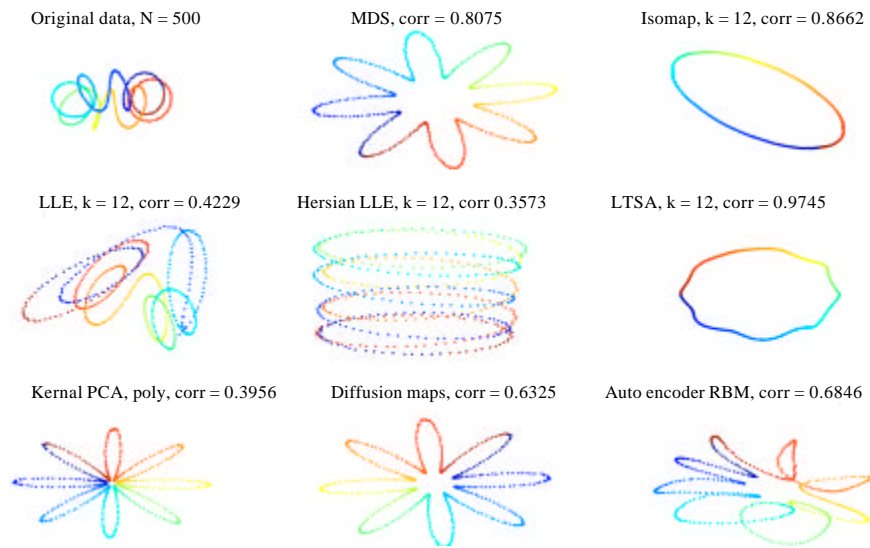 Original data, N = 500
MDS, corr = 0.8075
Isomap, k = 12, corr = 0.8662
LLE, k = 12, corr = 0.4229
Hersian LLE, k = 12, corr 0.3573
LTSA, k = 12, corr = 0.9745
Kernal PCA, poly, corr = 0.3956
Diffusion maps, corr = 0.6325
Auto encoder RBM, corr = 0.6846